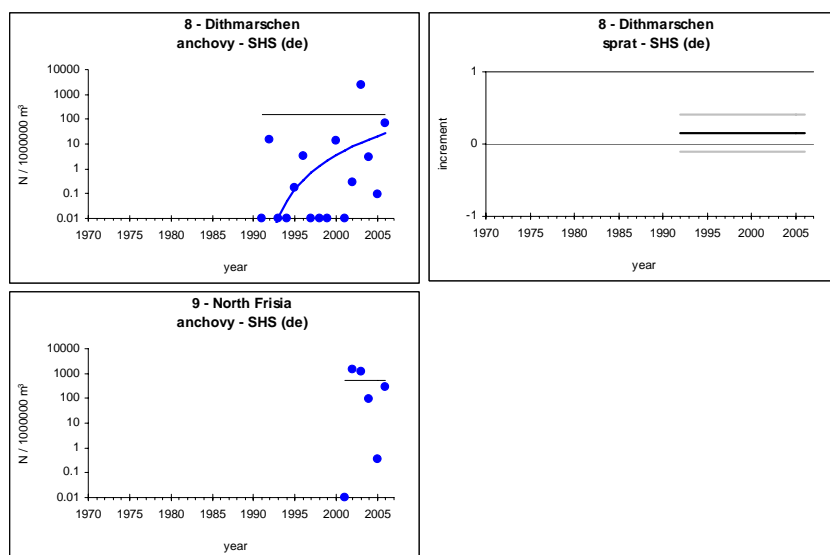 8 - Dithmarschen
anchovy - SHS (de)
10000
1000
100
10
1
0.1
0.01
N / 1000000 m³
1970 1975 1980 1985 1990 1995 2000 2005
year
8 - Dithmarschen
sprat - SHS (de)
1
0
-1
increment
1970 1975 1980 1985 1990 1995 2000 2005
year
9 - North Frisia
anchovy - SHS (de)
10000
1000
100
10
1
0.1
0.01
N / 1000000 m³
1970 1975 1980 1985 1990 1995 2000 2005
year